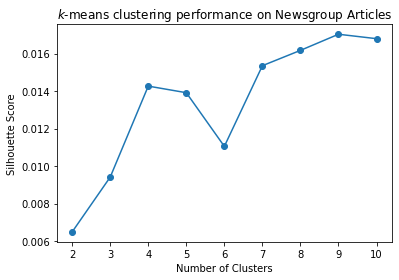 k-means clustering performance on Newsgroup Articles
0.016
0.014
0.012
0.010
0.008
0.006
Silhouette Score
2 3 4 5 6 7 8 9 10
Number of Clusters